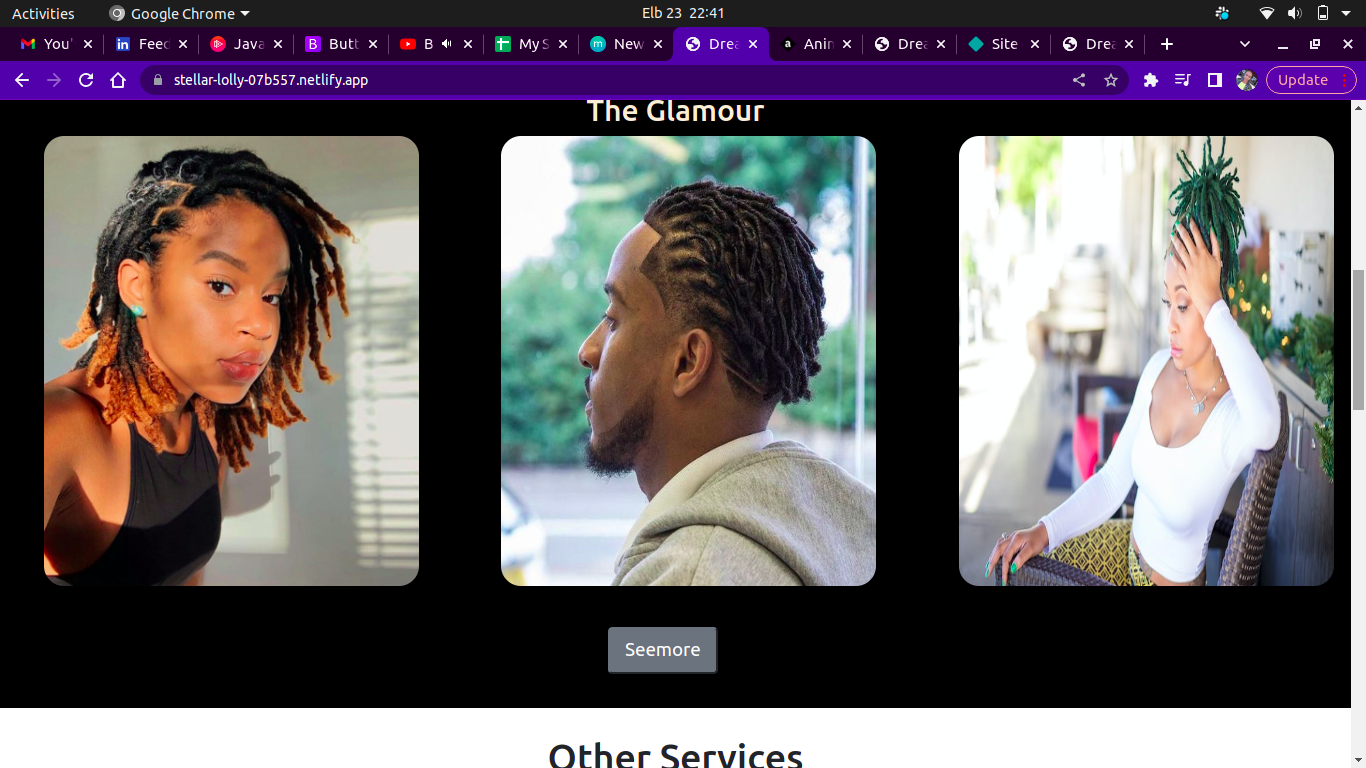 Activities Google Chrome Elb 23 22:41
You' Feed Java Butt B My S New Drea Anin Drea Site Drea
stellar-lolly-07b557.netlify.app Update
The Glamour
Seemore
Other Services